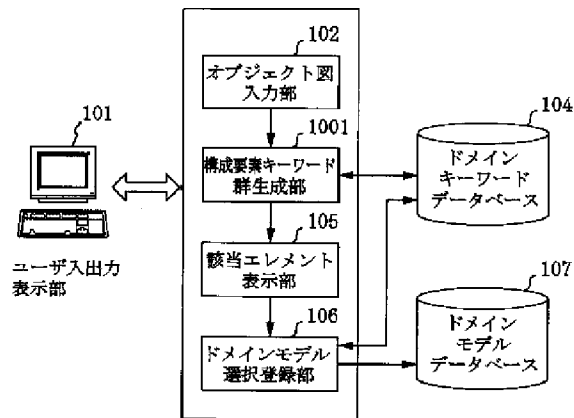 102
オブジェクト図
入力部
101
1001
104
構成要素キーワード
群生成部
ドメイン
キーワード
データベース
105
該当エレメント
表示部
ユーザ入出力
表示部
106
107
ドメインモデル
選択登録部
ドメイン
モデル
データベース